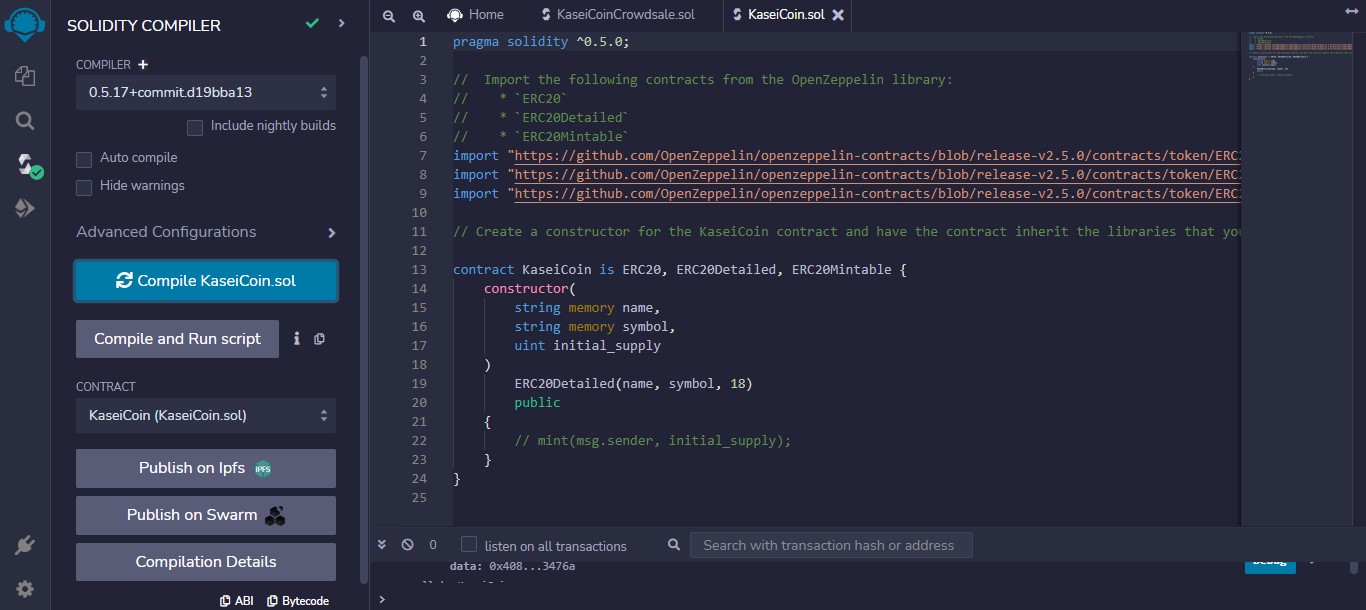 SOLIDITY COMPILER
COMPILER +
0.5.17+commit.d19bba13
Include nightly builds
Auto compile
Hide warnings
Advanced Configurations
Compile KaseiCoin.sol
Compile and Run script
CONTRACT
KaseiCoin (KaseiCoin.sol)
Publish on Ipfs IPFS
Publish on Swarm
Compilation Details
ABI Bytecode
Home KaseiCoinCrowdsale.sol KaseiCoin.sol
1 pragma solidity ^0.5.0;
2
3 //  Import the following contracts from the OpenZeppelin library:
4 //    * `ERC20`
5 //    * `ERC20Detailed`
6 //    * `ERC20Mintable`
7 import "https://github.com/OpenZeppelin/openzeppelin-contracts/blob/release-v2.5.0/contracts/token/ERC
8 import "https://github.com/OpenZeppelin/openzeppelin-contracts/blob/release-v2.5.0/contracts/token/ERC
9 import "https://github.com/OpenZeppelin/openzeppelin-contracts/blob/release-v2.5.0/contracts/token/ERC
10
11 // Create a constructor for the KaseiCoin contract and have the contract inherit the libraries that you
12
13 contract KaseiCoin is ERC20, ERC20Detailed, ERC20Mintable {
14     constructor(
15         string memory name,
16         string memory symbol,
17         uint initial_supply
18     )
19         ERC20Detailed(name, symbol, 18)
20         public
21     {
22         // mint(msg.sender, initial_supply);
23     }
24 }
25
0 listen on all transactions Search with transaction hash or address
data: 0x408...3476a
Debug
>